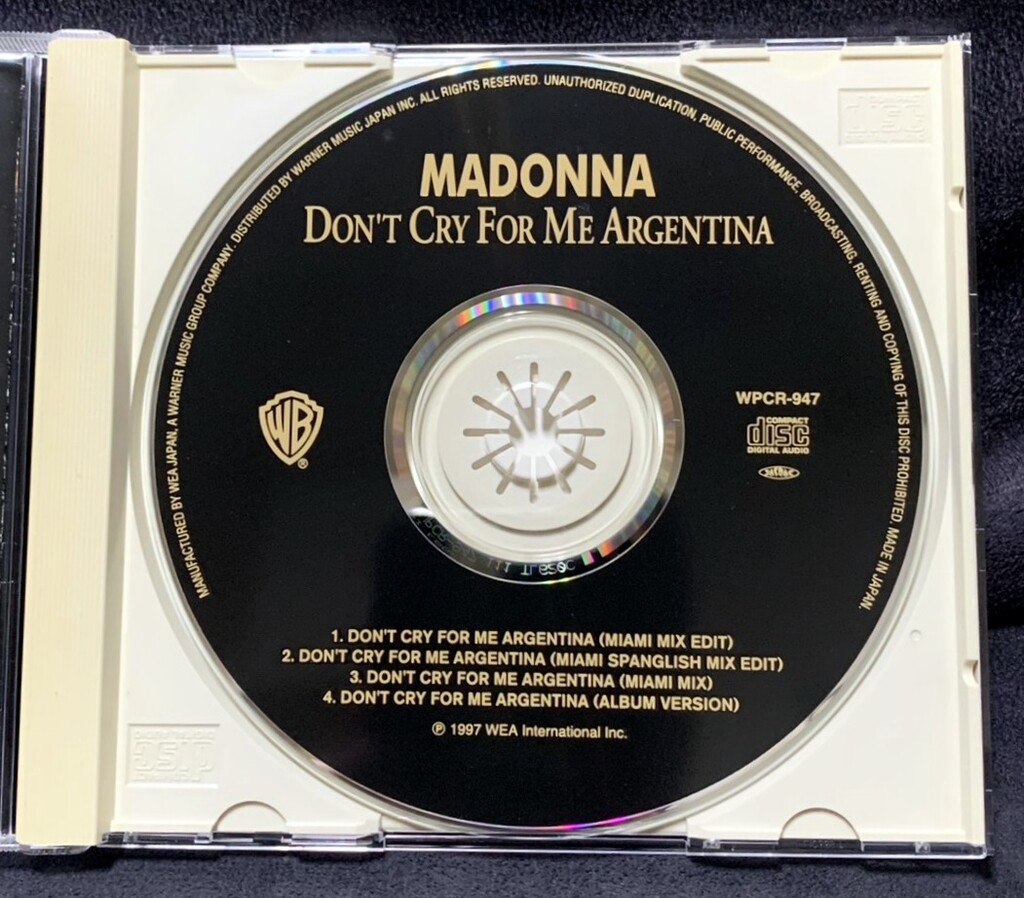 MANUFACTURED BY WEA JAPAN, A WARNER MUSIC GROUP COMPANY. DISTRIBUTED BY WARNER MUSIC JAPAN INC. ALL RIGHTS RESERVED. UNAUTHORIZED DUPLICATION, PUBLIC PERFORMANCE, BROADCASTING, RENTING AND COPYING OF THIS DISC PROHIBITED. MADE IN JAPAN.
MADONNA
DON'T CRY FOR ME ARGENTINA
WB
®
WPCR-947
COMPACT
disc
DIGITAL AUDIO
1. DON'T CRY FOR ME ARGENTINA (MIAMI MIX EDIT)
2. DON'T CRY FOR ME ARGENTINA (MIAMI SPANGLISH MIX EDIT)
3. DON'T CRY FOR ME ARGENTINA (MIAMI MIX)
4. DON'T CRY FOR ME ARGENTINA (ALBUM VERSION)
℗ 1997 WEA International Inc.